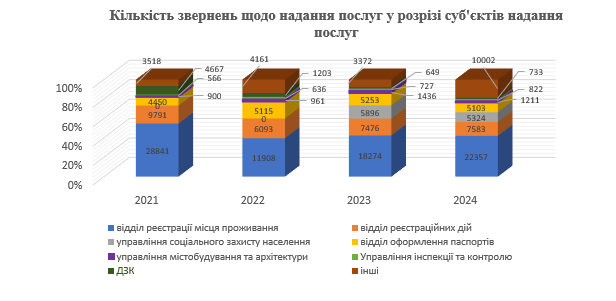 Кількість звернень щодо надання послуг у розрізі суб'єктів надання
послуг
3518 4667 4161 1203 3372 649 10002 733
566 636 727 822
900 961 1436 1211
100%
80%
60%
40%
20%
0%
4450 5115 5253 5103
0 0 5896 5324
9791 6093 7476 7583
28841 11908 18274 22357
2021 2022 2023 2024
відділ реєстрації місця проживання відділ реєстраційних дій
управління соціального захисту населення відділ оформлення паспортів
управління містобудування та архітектури Управління інспекції та контролю
ДЗК інші